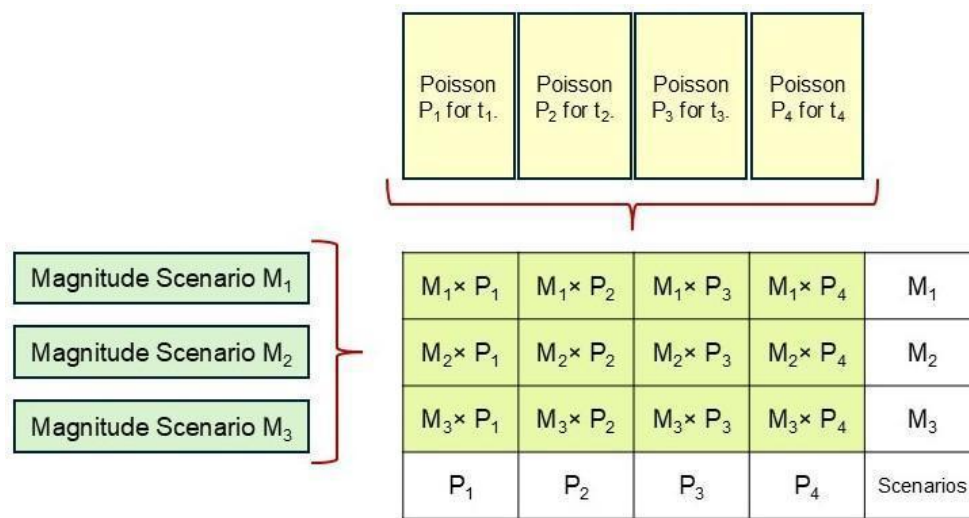 Poisson P₁ for t₁.
Poisson P₂ for t₂.
Poisson P₃ for t₃.
Poisson P₄ for t₄
Magnitude Scenario M₁
Magnitude Scenario M₂
Magnitude Scenario M₃
M₁× P₁ M₁× P₂ M₁× P₃ M₁× P₄ M₁
M₂× P₁ M₂× P₂ M₂× P₃ M₂× P₄ M₂
M₃× P₁ M₃× P₂ M₃× P₃ M₃× P₄ M₃
P₁ P₂ P₃ P₄ Scenarios